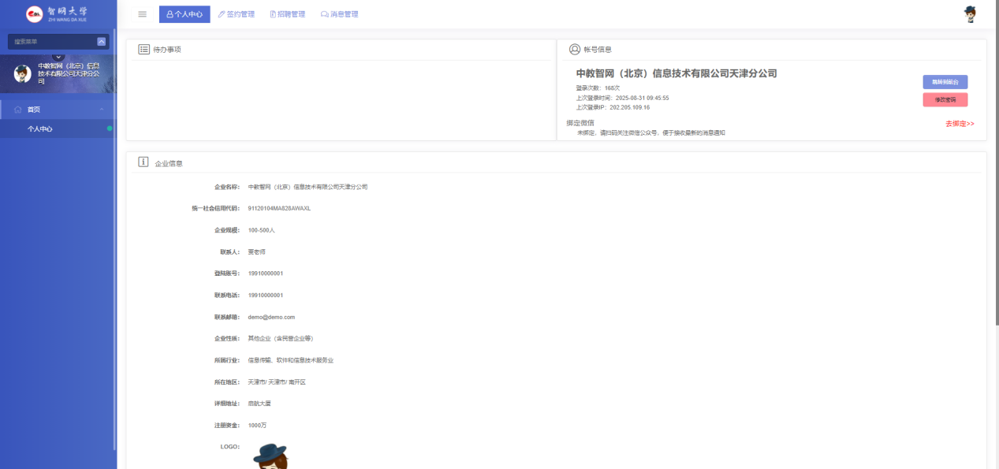 智网大学
ZHI WANG DA XUE
个人中心
签约管理
招聘管理
消息管理
搜索菜单
中教智网（北京）信息
技术有限公司天津分公
司
首页
个人中心
待办事项
帐号信息
中教智网（北京）信息技术有限公司天津分公司
登录次数：168次
上次登录时间：2025-08-31 09:45:55
上次登录IP：202.205.109.16
跳转到前台
修改密码
绑定微信
去绑定>>
未绑定，请扫码关注微信公众号，便于接收最新的消息通知
企业信息
企业名称： 中教智网（北京）信息技术有限公司天津分公司
统一社会信用代码： 91120104MA828AWAXL
企业规模： 100-500人
联系人： 贾老师
登陆账号： 19910000001
联系电话： 19910000001
联系邮箱： demo@demo.com
企业性质： 其他企业（含民营企业等）
所属行业： 信息传输、软件和信息技术服务业
所在地区： 天津市/ 天津市/ 南开区
详细地址： 启航大厦
注册资金： 1000万
LOGO：